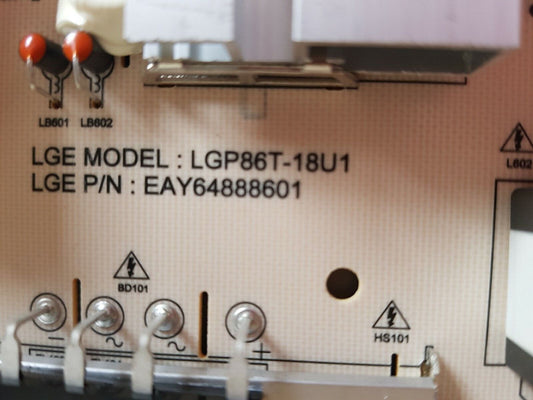 LB601 LB602
LGE MODEL : LGP86T-18U1
LGE P/N : EAY64888601
L602
BD101
HS101
− ~ ~ +